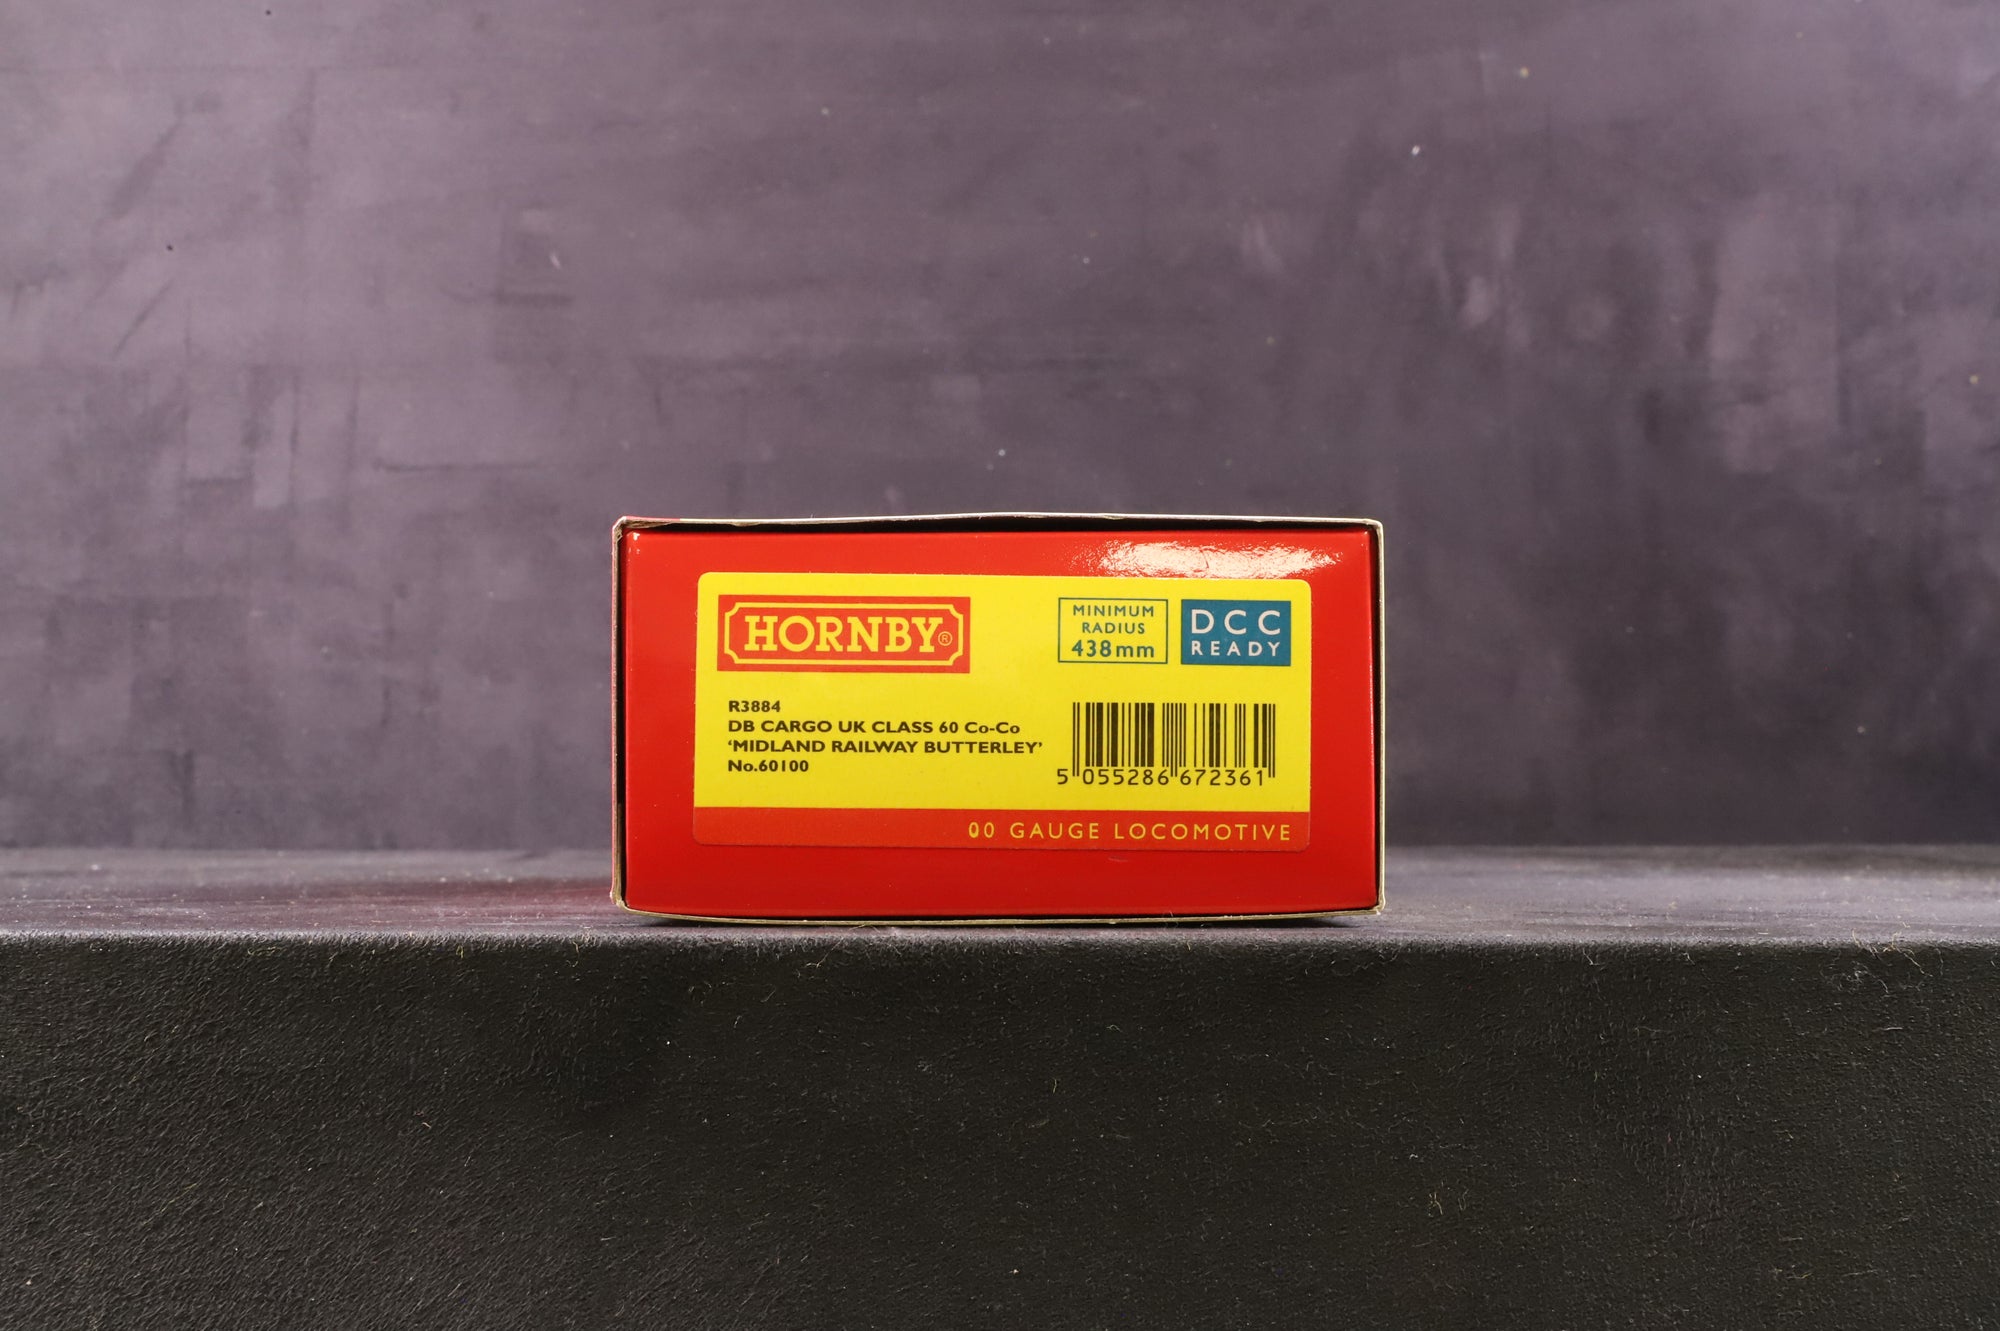 HORNBY®
MINIMUM
RADIUS
438mm
DCC
READY
R3884
DB CARGO UK CLASS 60 Co-Co
‘MIDLAND RAILWAY BUTTERLEY’
No.60100
5 055286 672361
00 GAUGE LOCOMOTIVE